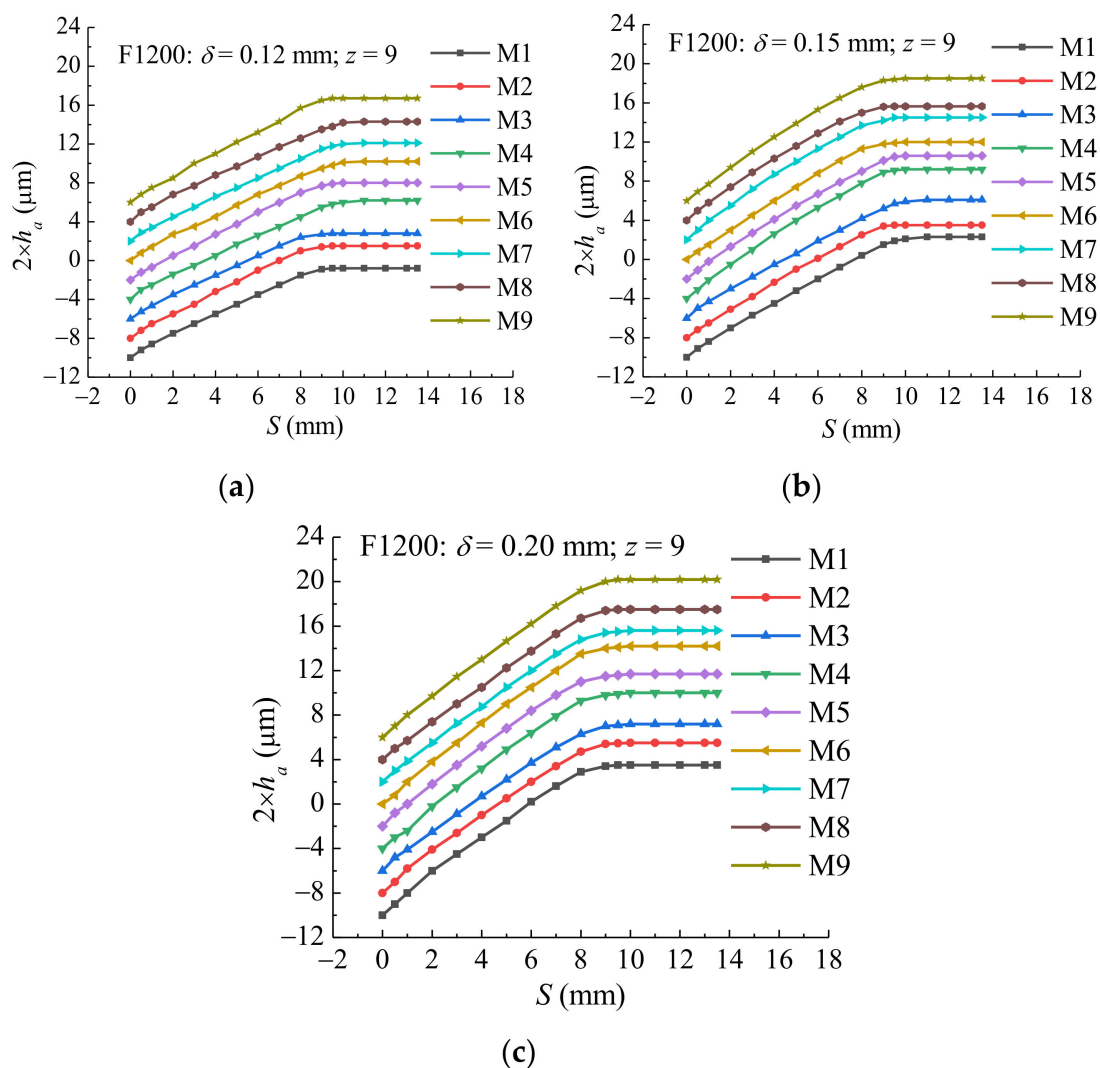 F1200: δ = 0.12 mm; z = 9
24
20
16
12
8
4
0
−4
−8
−12
2×hₐ (μm)
−2 0 2 4 6 8 10 12 14 16 18
S (mm)
M1
M2
M3
M4
M5
M6
M7
M8
M9
(a)
F1200: δ = 0.15 mm; z = 9
24
20
16
12
8
4
0
−4
−8
−12
2×hₐ (μm)
−2 0 2 4 6 8 10 12 14 16 18
S (mm)
M1
M2
M3
M4
M5
M6
M7
M8
M9
(b)
F1200: δ = 0.20 mm; z = 9
24
20
16
12
8
4
0
−4
−8
−12
2×hₐ (μm)
−2 0 2 4 6 8 10 12 14 16 18
S (mm)
M1
M2
M3
M4
M5
M6
M7
M8
M9
(c)